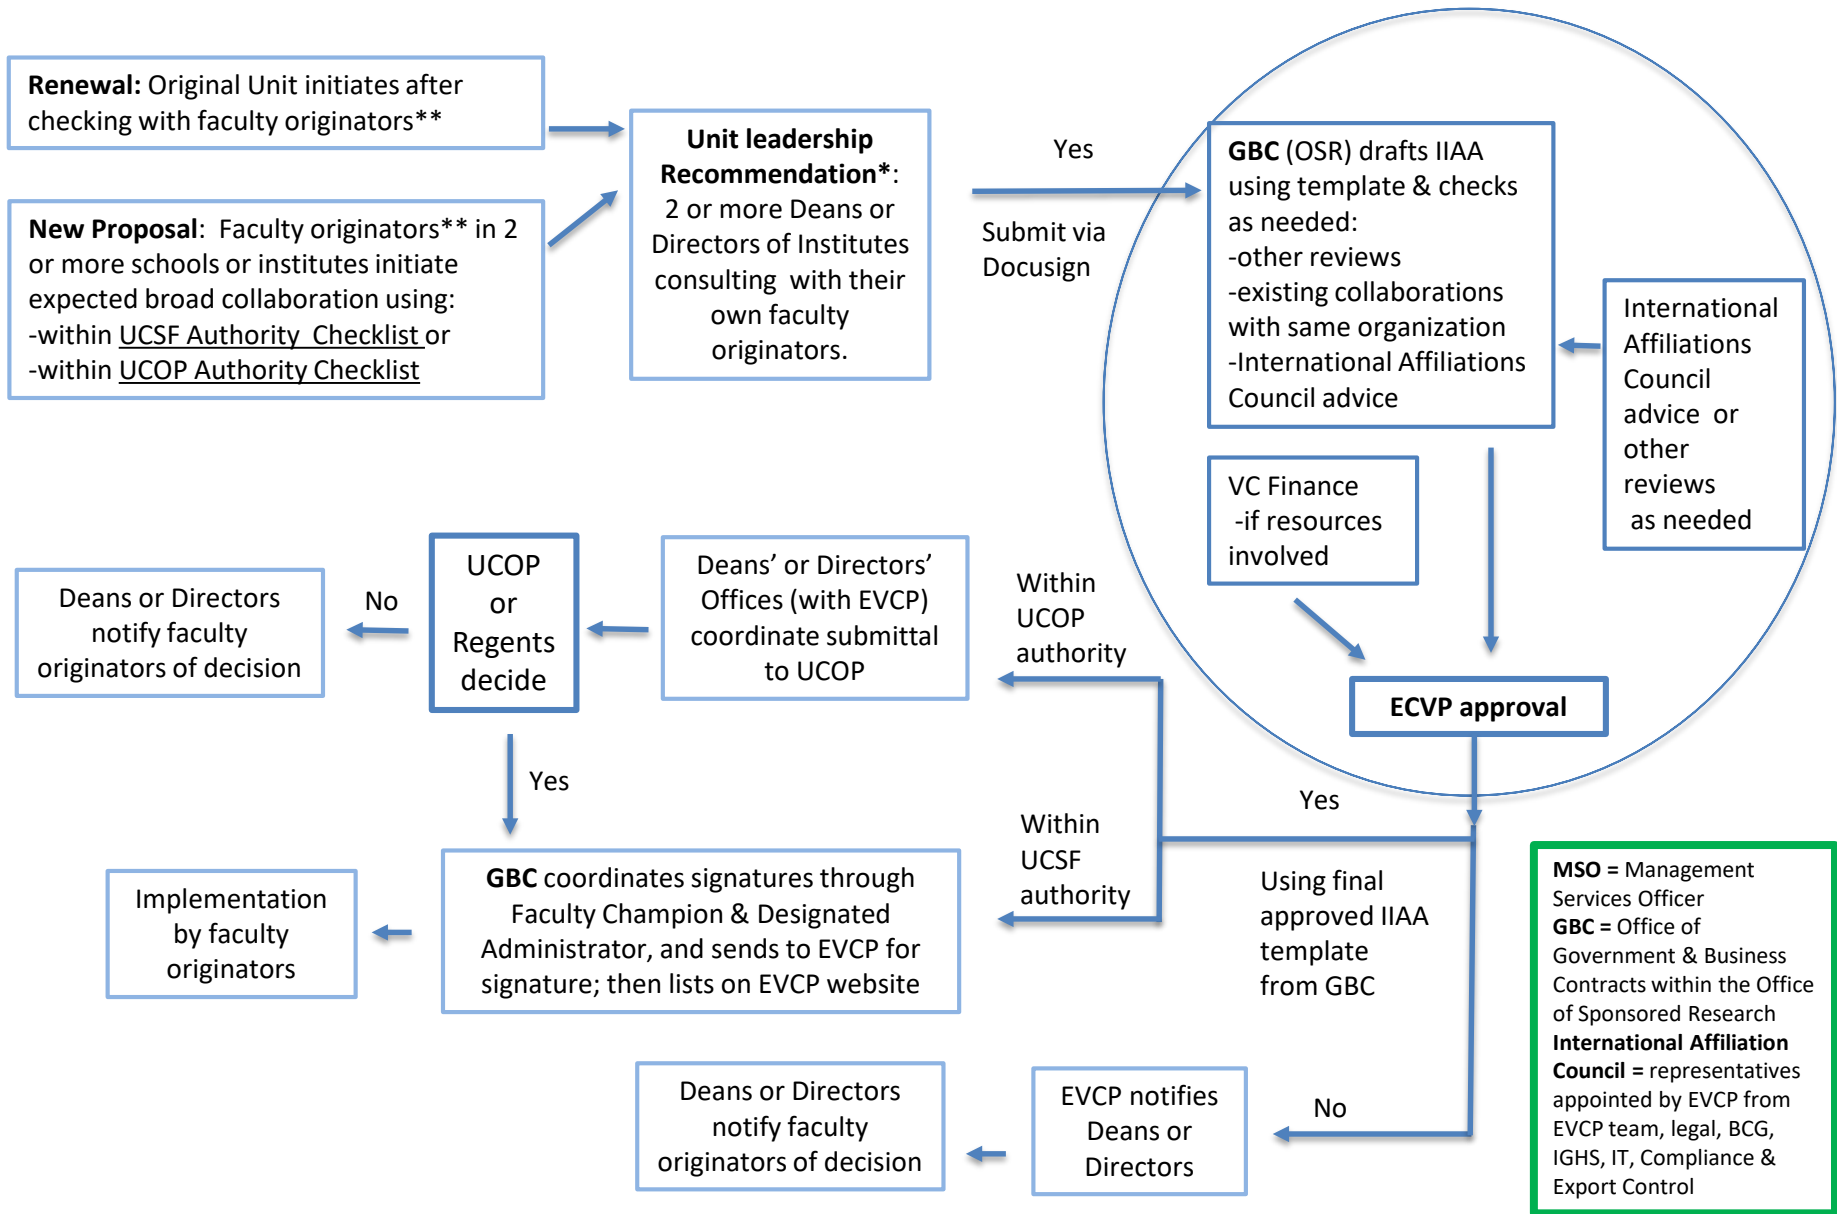 Renewal: Original Unit initiates after
checking with faculty originators**
New Proposal:  Faculty originators** in 2
or more schools or institutes initiate
expected broad collaboration using:
-within UCSF Authority  Checklist or
-within UCOP Authority Checklist
Unit leadership
Recommendation*:
2 or more Deans or
Directors of Institutes
consulting  with their
own faculty
originators.
Yes
Submit via
Docusign
GBC (OSR) drafts IIAA
using template & checks
as needed:
-other reviews
-existing collaborations
with same organization
-International Affiliations
Council advice
International
Affiliations
Council
advice  or
other
reviews
as needed
VC Finance
-if resources
involved
ECVP approval
Within
UCOP
authority
Deans’ or Directors’
Offices (with EVCP)
coordinate submittal
to UCOP
UCOP
or
Regents
decide
No
Deans or Directors
notify faculty
originators of decision
Yes
Yes
Within
UCSF
authority
Using final
approved IIAA
template
from GBC
GBC coordinates signatures through
Faculty Champion & Designated
Administrator, and sends to EVCP for
signature; then lists on EVCP website
Implementation
by faculty
originators
No
EVCP notifies
Deans or
Directors
Deans or Directors
notify faculty
originators of decision
MSO = Management
Services Officer
GBC = Office of
Government & Business
Contracts within the Office
of Sponsored Research
International Affiliation
Council = representatives
appointed by EVCP from
EVCP team, legal, BCG,
IGHS, IT, Compliance &
Export Control